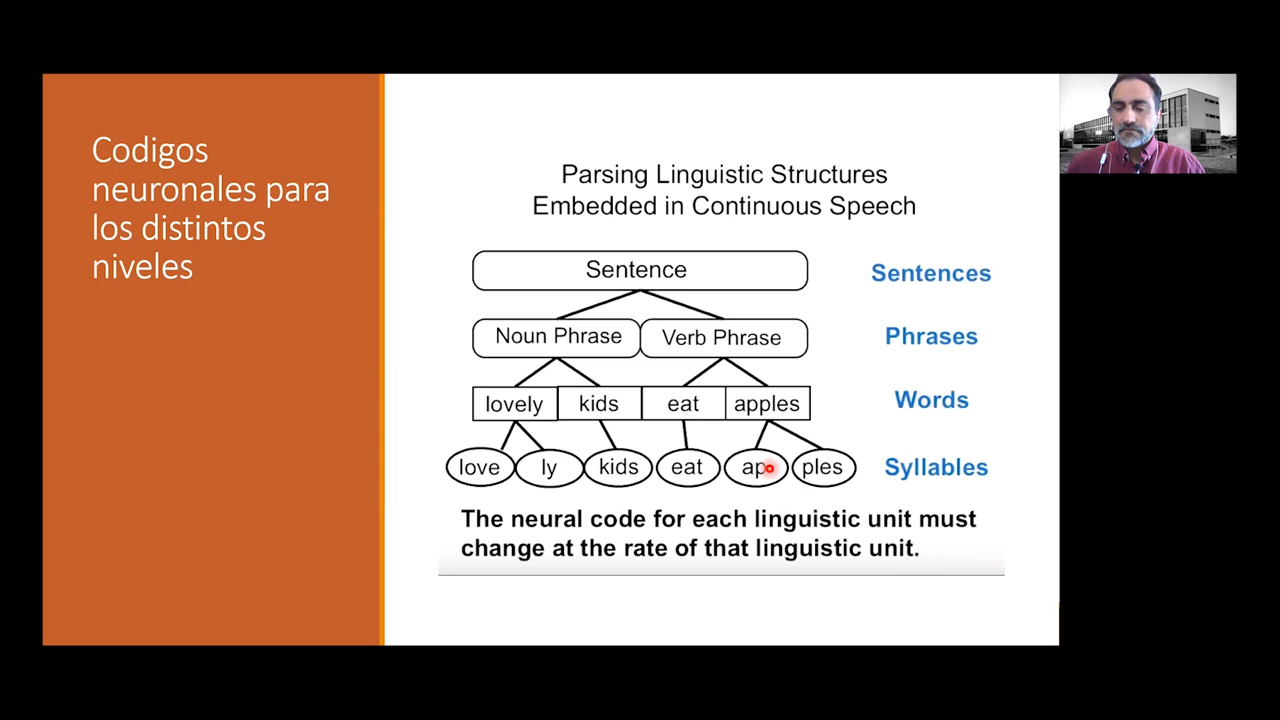 Codigos
neuronales para
los distintos
niveles
Parsing Linguistic Structures
Embedded in Continuous Speech
Sentence
Sentences
Noun Phrase
Verb Phrase
Phrases
lovely
kids
eat
apples
Words
love
ly
kids
eat
ap
ples
Syllables
The neural code for each linguistic unit must
change at the rate of that linguistic unit.